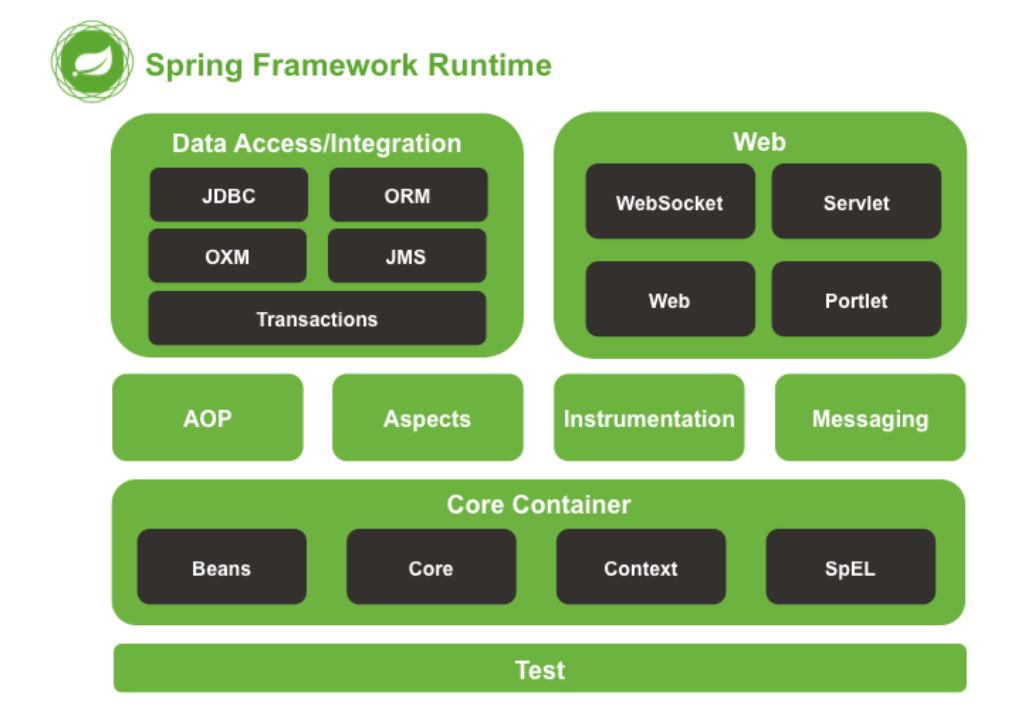 Spring Framework Runtime
Data Access/Integration
JDBC
ORM
OXM
JMS
Transactions
Web
WebSocket
Servlet
Web
Portlet
AOP
Aspects
Instrumentation
Messaging
Core Container
Beans
Core
Context
SpEL
Test